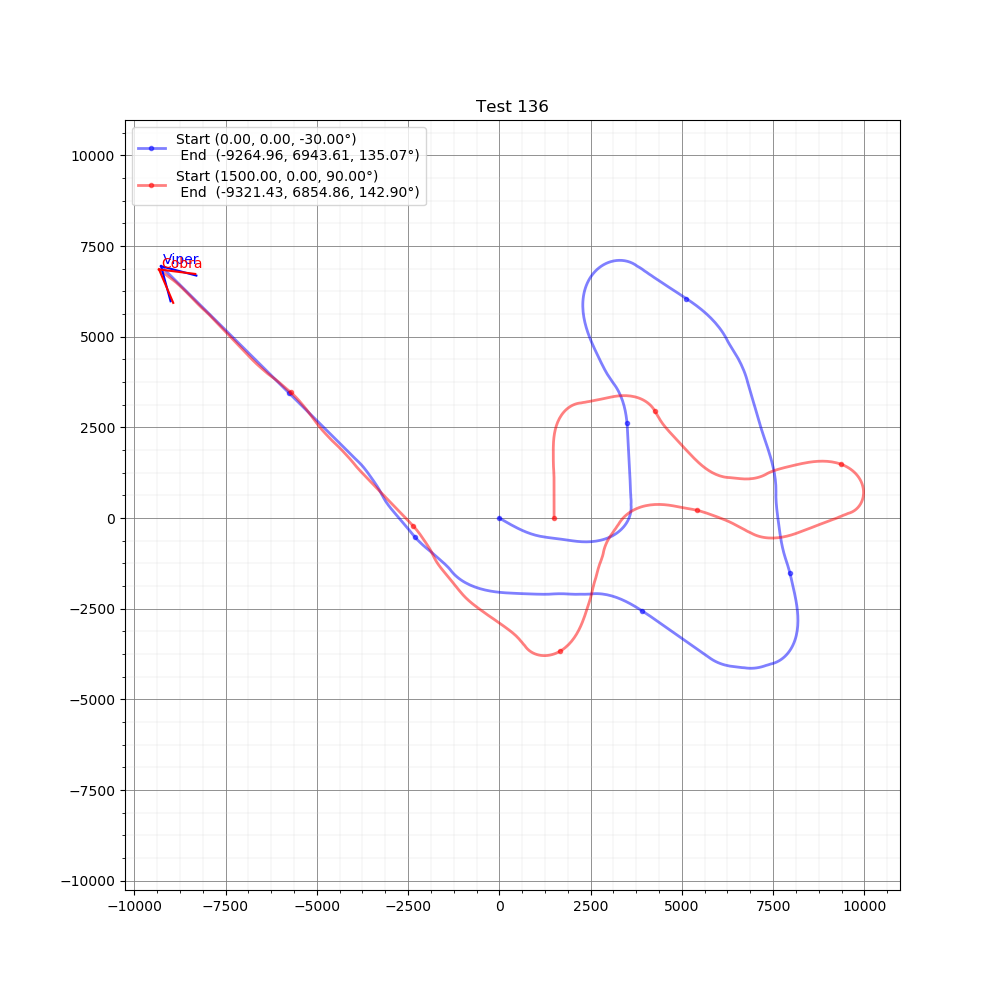 Test 136
Start (0.00, 0.00, -30.00°)
End  (-9264.96, 6943.61, 135.07°)
Start (1500.00, 0.00, 90.00°)
End  (-9321.43, 6854.86, 142.90°)
Viper
Cobra
10000
7500
5000
2500
0
−2500
−5000
−7500
−10000
−10000 −7500 −5000 −2500 0 2500 5000 7500 10000